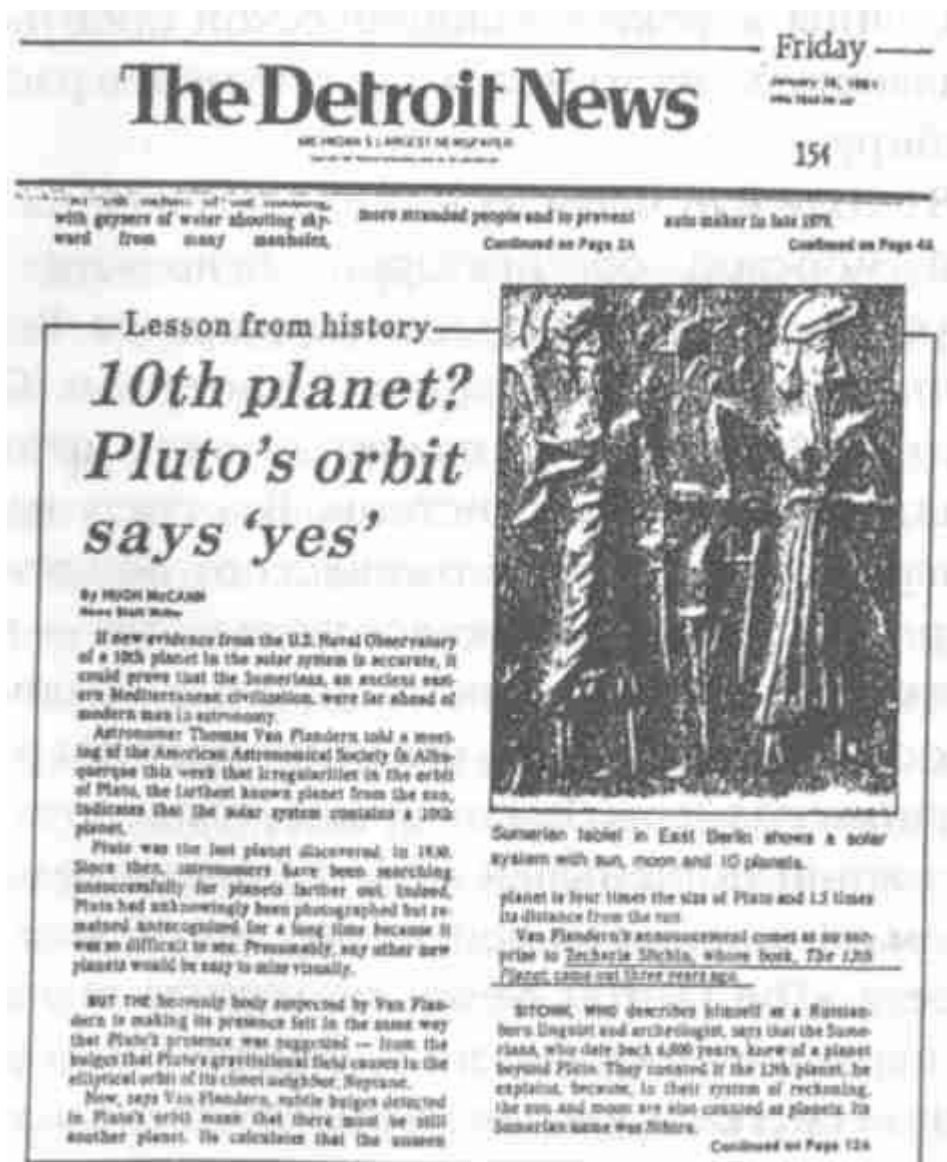 Friday
The Detroit News
MICHIGAN'S LARGEST NEWSPAPER
15¢
with geysers of water shooting sky-
ward from many manholes,
more stranded people and to prevent
Continued on Page 2A
auto maker in late 1979.
Continued on Page 4A
Lesson from history
10th planet?
Pluto's orbit
says 'yes'
By HUGH McCANN
News Staff Writer
If new evidence from the U.S. Naval Observatory
of a 10th planet in the solar system is accurate, it
could prove that the Sumerians, an ancient east-
ern Mediterranean civilization, were far ahead of
modern man in astronomy.
Astronomer Thomas Van Flandern told a meet-
ing of the American Astronomical Society in Albu-
querque this week that irregularities in the orbit
of Pluto, the farthest known planet from the sun,
indicates that the solar system contains a 10th
planet.
Pluto was the last planet discovered, in 1930.
Since then, astronomers have been searching
unsuccessfully for planets farther out. Indeed,
Pluto had unknowingly been photographed but re-
mained unrecognized for a long time because it
was so difficult to see. Presumably, any other new
planets would be easy to miss visually.
BUT THE heavenly body suspected by Van Flan-
dern is making its presence felt in the same way
that Pluto's presence was suggested — from the
bulges that Pluto's gravitational field causes in the
elliptical orbit of its closest neighbor, Neptune.
Now, says Van Flandern, subtle bulges detected
in Pluto's orbit mean that there must be still
another planet. He calculates that the unseen
Sumerian tablet in East Berlin shows a solar
system with sun, moon and 10 planets.
planet is four times the size of Pluto and 1.5 times
its distance from the sun.
Van Flandern's announcement comes as no sur-
prise to Zecharia Sitchin, whose book, The 12th
Planet, came out three years ago.
SITCHIN, WHO describes himself as a Russian-
born linguist and archeologist, says that the Sume-
rians, who date back 6,000 years, knew of a planet
beyond Pluto. They counted it the 12th planet, he
explains, because, in their system of reckoning,
the sun and moon are also counted as planets. Its
Sumerian name was Nibiru.
Continued on Page 12A